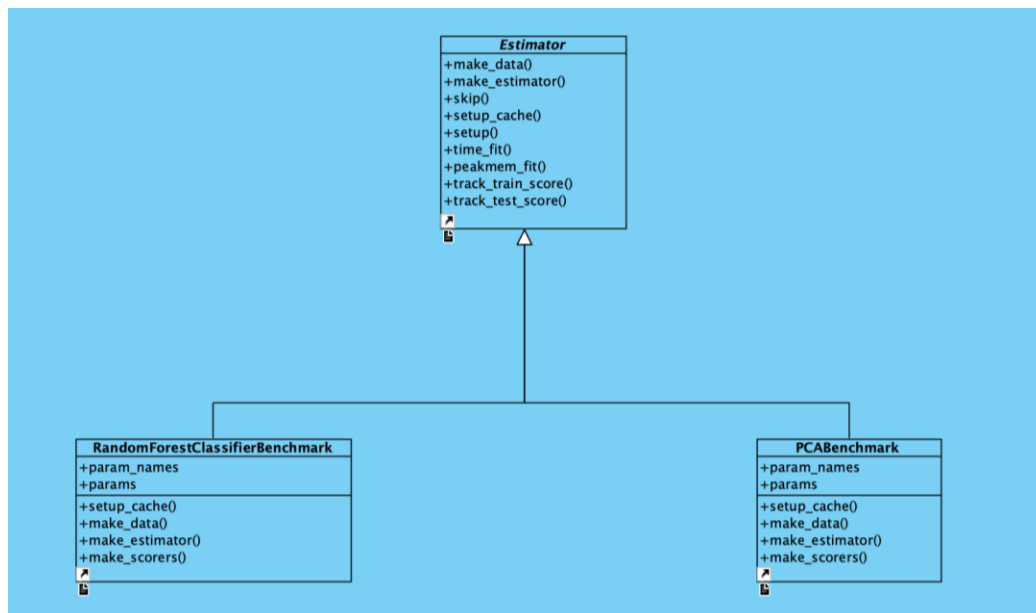 Estimator
+make_data()
+make_estimator()
+skip()
+setup_cache()
+setup()
+time_fit()
+peakmem_fit()
+track_train_score()
+track_test_score()
RandomForestClassifierBenchmark
+param_names
+params
+setup_cache()
+make_data()
+make_estimator()
+make_scorers()
PCABenchmark
+param_names
+params
+setup_cache()
+make_data()
+make_estimator()
+make_scorers()